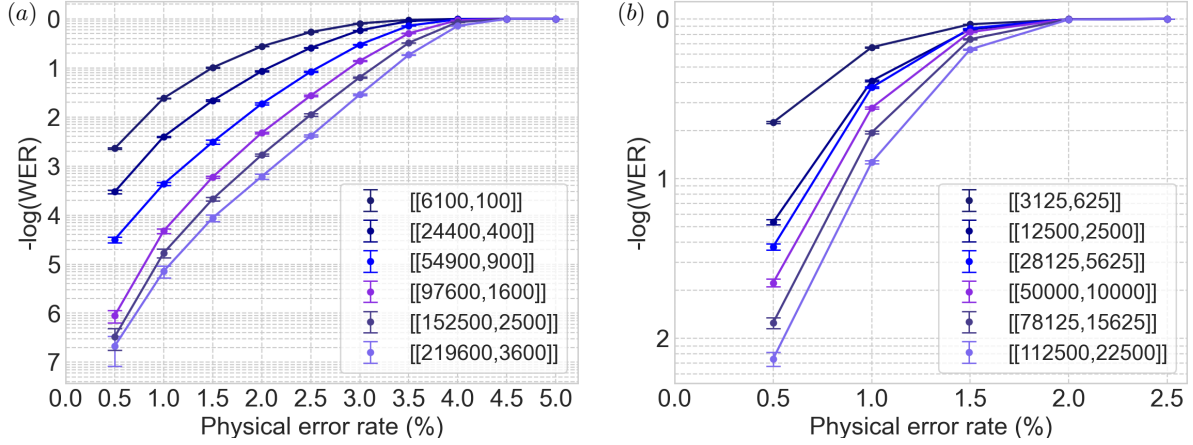 (a)
-log(WER)
0
1
2
3
4
5
6
7
[[6100,100]]
[[24400,400]]
[[54900,900]]
[[97600,1600]]
[[152500,2500]]
[[219600,3600]]
0.0 0.5 1.0 1.5 2.0 2.5 3.0 3.5 4.0 4.5 5.0
Physical error rate (%)
(b)
-log(WER)
0
1
2
[[3125,625]]
[[12500,2500]]
[[28125,5625]]
[[50000,10000]]
[[78125,15625]]
[[112500,22500]]
0.0 0.5 1.0 1.5 2.0 2.5
Physical error rate (%)